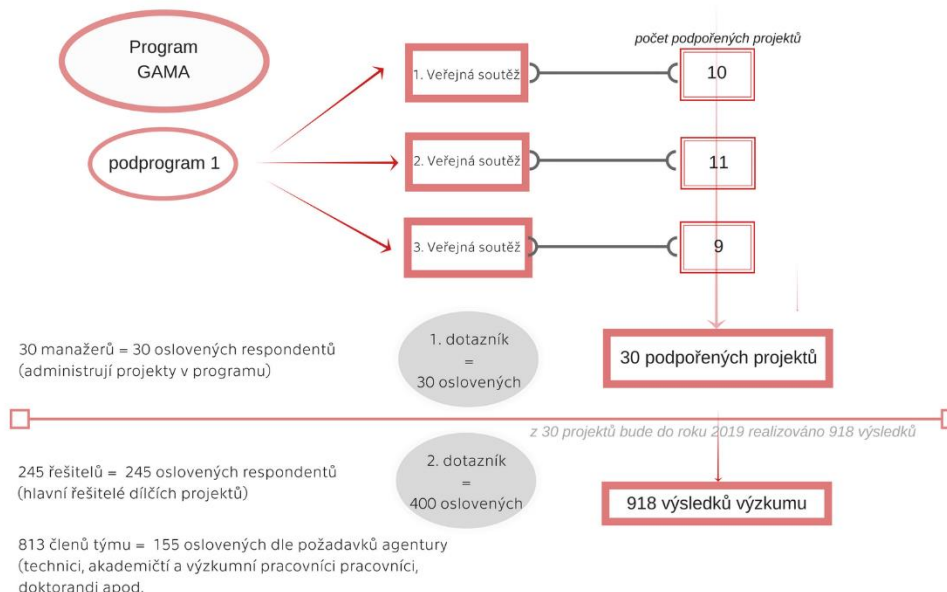 Program
GAMA
podprogram 1
počet podpořených projektů
1. Veřejná soutěž
10
2. Veřejná soutěž
11
3. Veřejná soutěž
9
30 manažerů = 30 oslovených respondentů
(administrují projekty v programu)
1. dotazník
=
30 oslovených
30 podpořených projektů
z 30 projektů bude do roku 2019 realizováno 918 výsledků
245 řešitelů = 245 oslovených respondentů
(hlavní řešitelé dílčích projektů)
2. dotazník
=
400 oslovených
918 výsledků výzkumu
813 členů týmu = 155 oslovených dle požadavků agentury
(technici, akademičtí a výzkumní pracovníci pracovníci,
doktorandi apod.